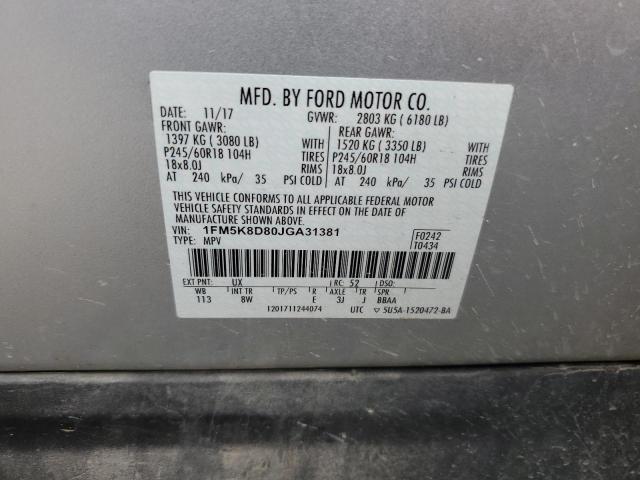 MFD. BY FORD MOTOR CO.
DATE: 11/17 GVWR: 2803 KG ( 6180 LB)
FRONT GAWR: REAR GAWR:
1397 KG ( 3080 LB) 1520 KG ( 3350 LB)
P245/60R18 104H TIRES P245/60R18 104H TIRES
18x8.0J RIMS 18x8.0J RIMS
AT 240 kPa/ 35 PSI COLD AT 240 kPa/ 35 PSI COLD
THIS VEHICLE CONFORMS TO ALL APPLICABLE FEDERAL MOTOR
VEHICLE SAFETY AND BUMPER STANDARDS IN EFFECT ON THE DATE OF
MANUFACTURE SHOWN ABOVE.
VIN: 1FM5K8D80JGA31381 F0242
TYPE: MPV T0434
EXT PNT: UX RC: 52 DSO:
WB INT TR TP/PS R AXLE TR SPR
113 8W E 3J J BBAA
1201711244074 UTC ▽ 5U5A-1520472-BA